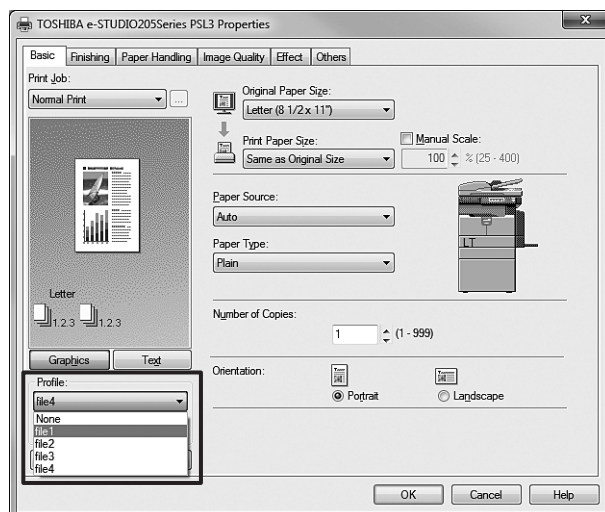 TOSHIBA e-STUDIO205Series PSL3 Properties
Basic Finishing Paper Handling Image Quality Effect Others
Print Job:
Normal Print ...
Letter
1.2.3 1.2.3
Graphics Text
Profile:
file4
None
file1
file2
file3
file4
Original Paper Size:
Letter (8 1/2 x 11")
Print Paper Size:
Same as Original Size
Manual Scale:
100 % (25 - 400)
Paper Source:
Auto
Paper Type:
Plain
LT
Number of Copies:
1 (1 - 999)
Orientation:
Portrait Landscape
OK Cancel Help